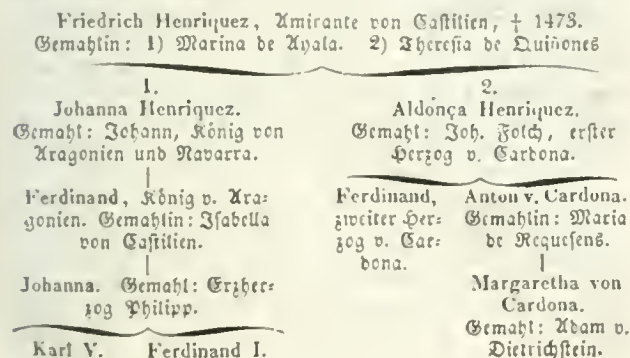 Friedrich Henriquez, Amirante von Castilien, † 1473.
Gemahlin: 1) Marina de Ayala. 2) Theresia de Quiñones
1.
Johanna Henriquez.
Gemahl: Johann, König von
Aragonien und Navarra.
Ferdinand, König v. Ara-
gonien. Gemahlin: Isabella
von Castilien.
Johanna. Gemahl: Erzher-
zog Philipp.
Karl V. Ferdinand I.
2.
Aldonça Henriquez.
Gemahl: Joh. Folch, erster
Herzog v. Cardona.
Ferdinand,
zweiter Her-
zog v. Car-
dona.
Anton v. Cardona.
Gemahlin: Maria
de Requesens.
Margaretha von
Cardona.
Gemahl: Adam v.
Dietrichstein.